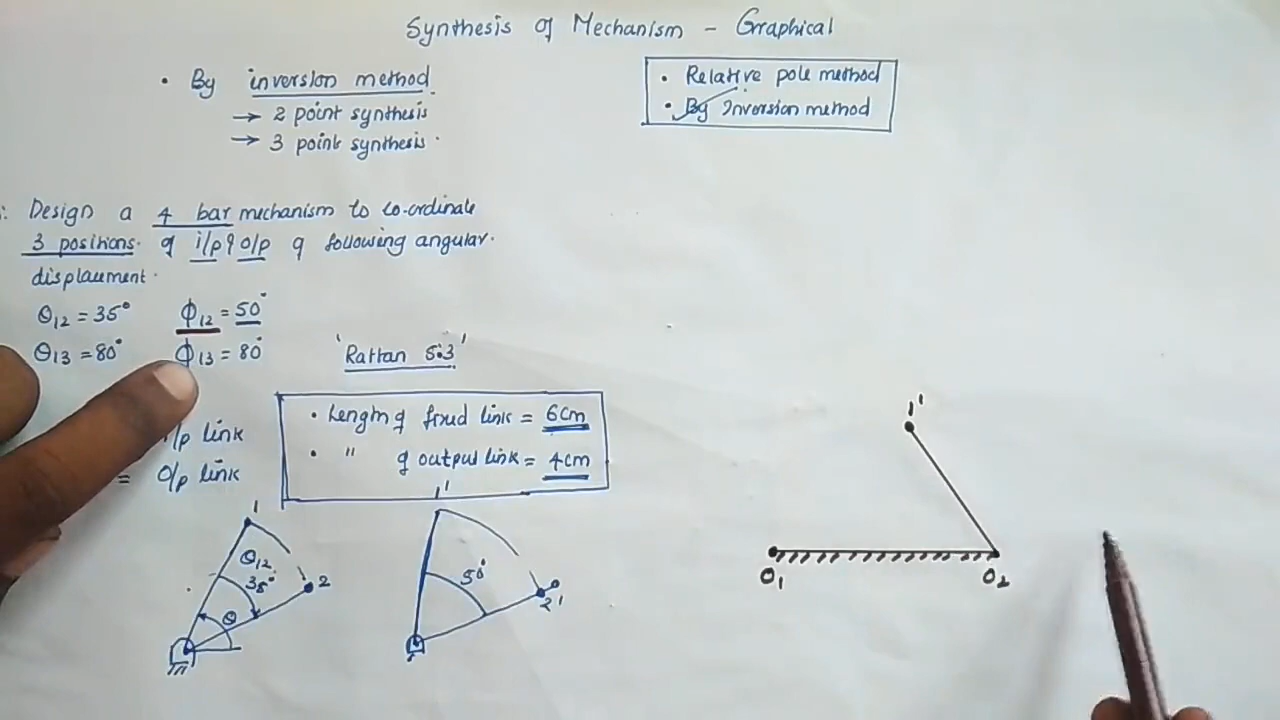 Synthesis of Mechanism - Graphical
• By inversion method.
→ 2 point synthesis
→ 3 point synthesis.
• Relative pole method
• By Inversion method
: Design a 4 bar mechanism to co-ordinate
3 positions. of i/p & o/p of following angular.
displacment.
θ12 = 35° ϕ12 = 50°
θ13 = 80° ϕ13 = 80°
'Rattan 5.3'
/p link
= O/p link
• Length of fixed link = 6cm
• " of output link = 4cm
1
θ12
35°
2
θ
1'
50°
2'
1'
O1
O2